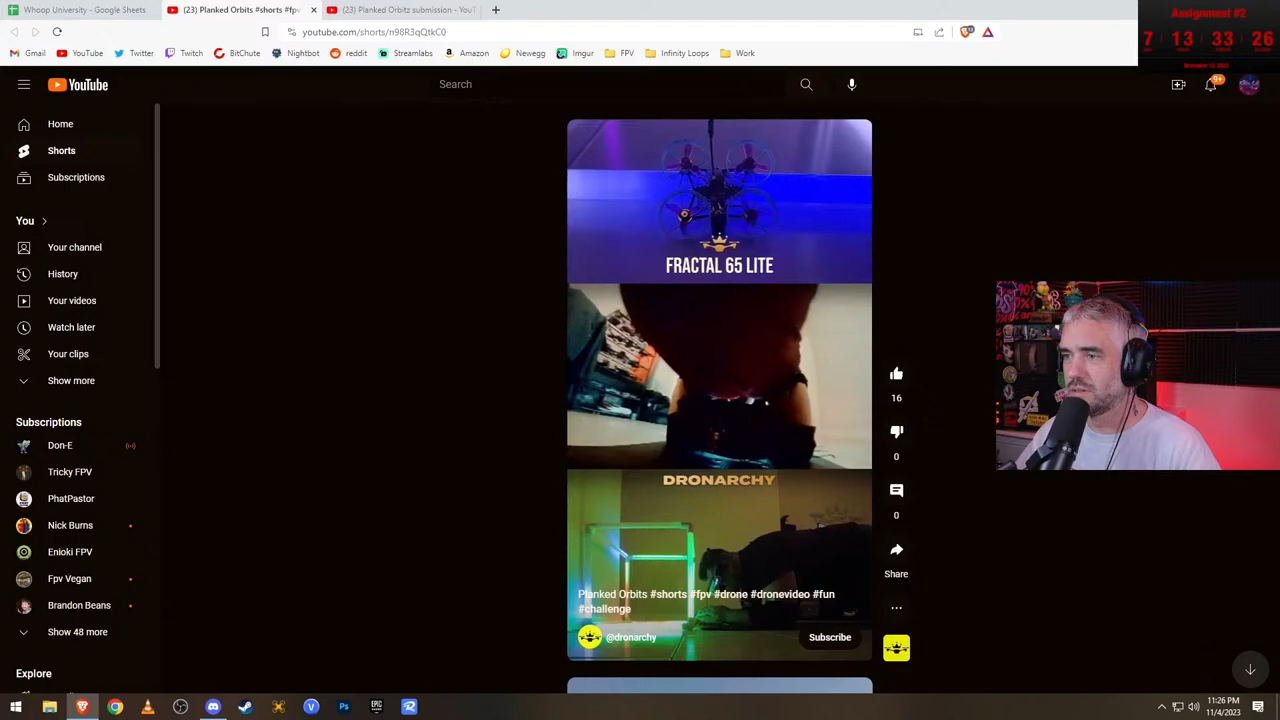 Whoop University - Google Sheets
(23) Planked Orbits #shorts #fpv
(23) Planked Orbitz submission - YouT
Assignment #2
7 13 33 26
youtube.com/shorts/n98R3qQtkC0
Gmail YouTube Twitter Twitch BitChute Nightbot reddit Streamlabs Amazon Newegg Imgur FPV Infinity Loops Work
YouTube
Search
9+
Home
Shorts
Subscriptions
You
Your channel
History
Your videos
Watch later
Your clips
Show more
Subscriptions
Don-E
Tricky FPV
PhatPastor
Nick Burns
Enioki FPV
Fpv Vegan
Brandon Beans
Show 48 more
Explore
FRACTAL 65 LITE
DRONARCHY
Planked Orbits #shorts #fpv #drone #dronevideo #fun
#challenge
@dronarchy
Subscribe
16
0
0
Share
11:26 PM
11/4/2023